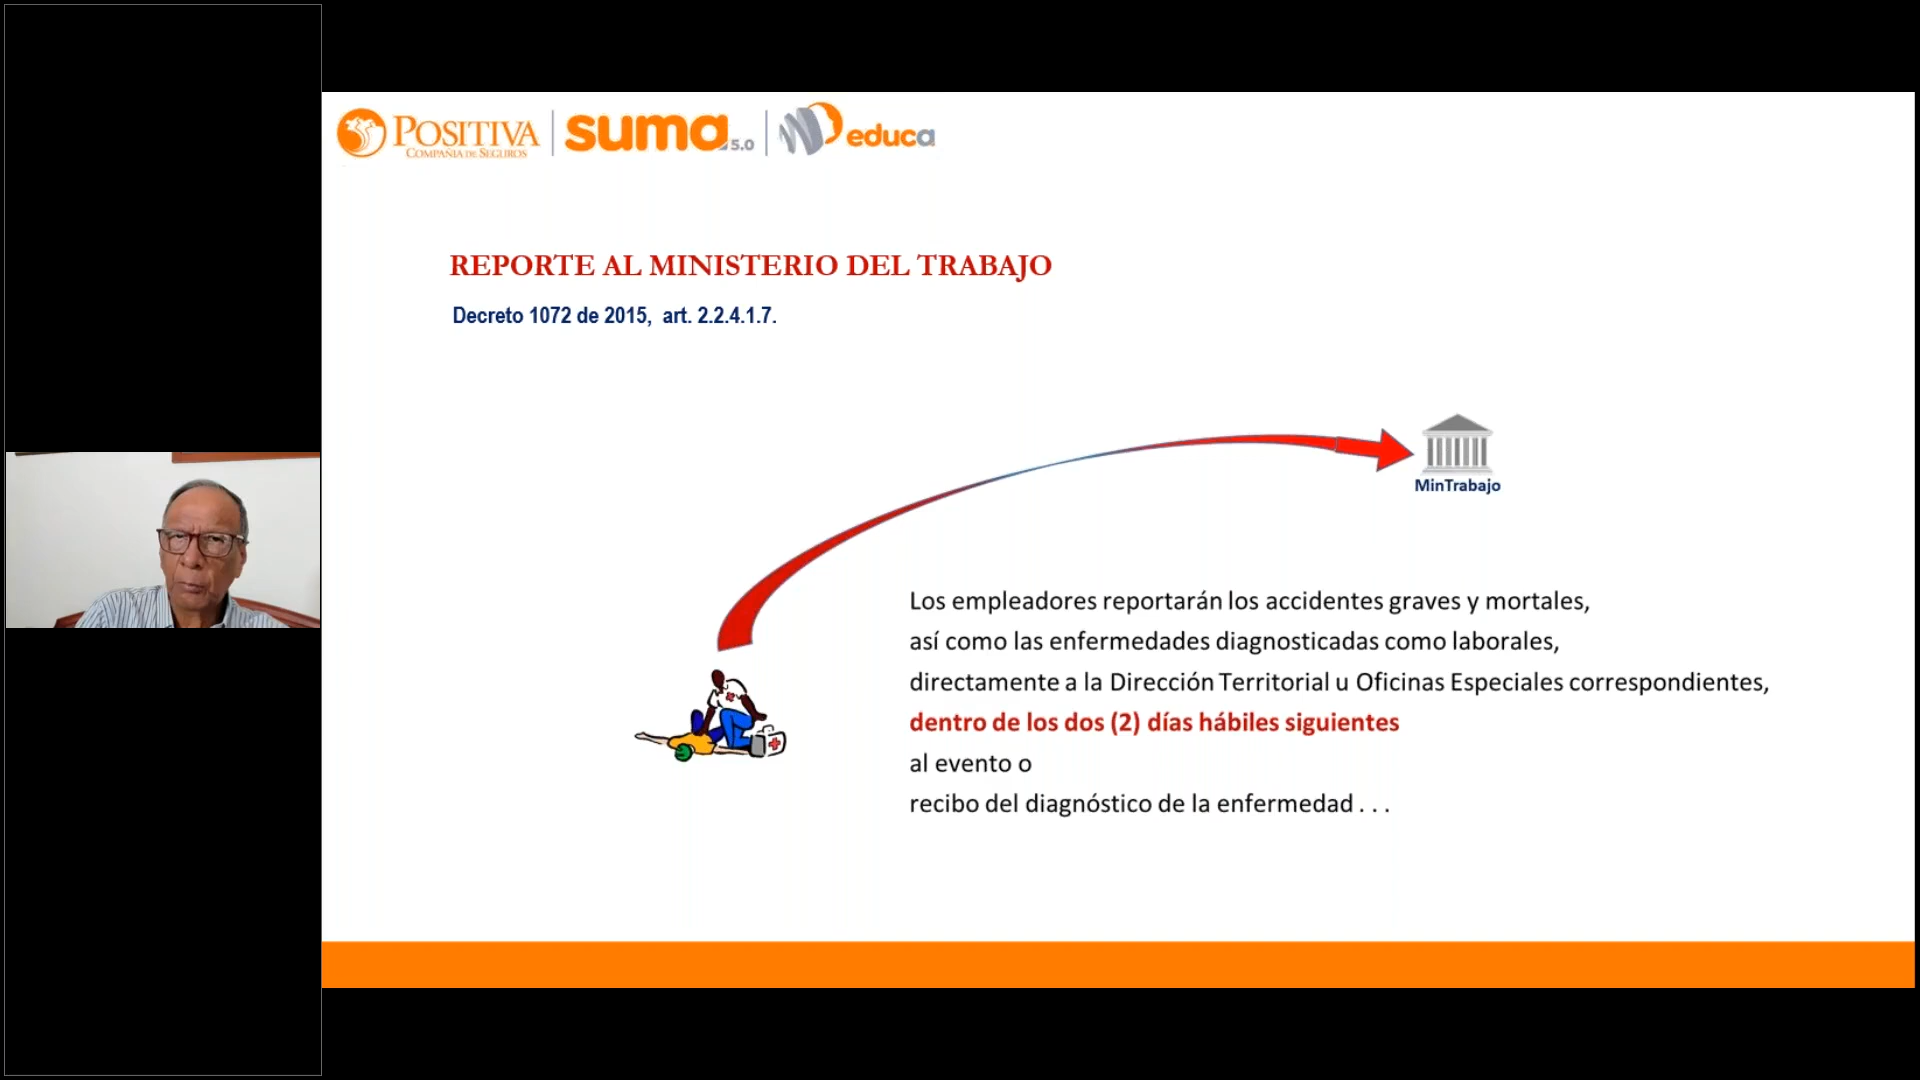 POSITIVA
COMPAÑIA DE SEGUROS
suma 5.0
educa
REPORTE AL MINISTERIO DEL TRABAJO
Decreto 1072 de 2015, art. 2.2.4.1.7.
MinTrabajo
Los empleadores reportarán los accidentes graves y mortales,
así como las enfermedades diagnosticadas como laborales,
directamente a la Dirección Territorial u Oficinas Especiales correspondientes,
dentro de los dos (2) días hábiles siguientes
al evento o
recibo del diagnóstico de la enfermedad . . .